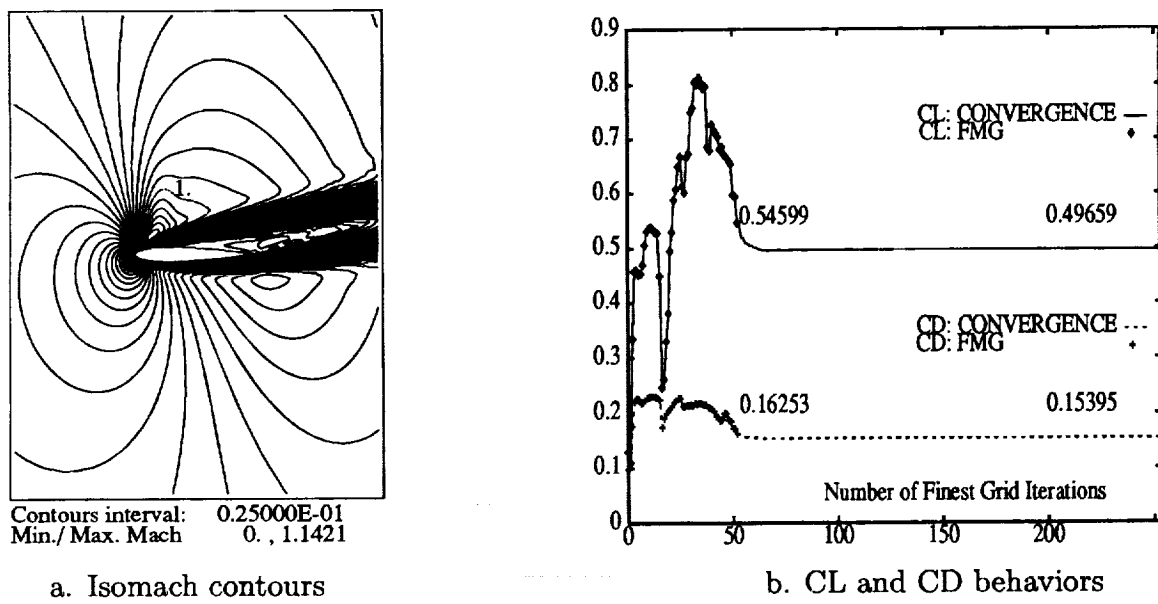 1.
Contours interval: 0.25000E-01
Min./ Max. Mach 0. , 1.1421
a. Isomach contours
0.9
0.8
0.7
0.6
0.5
0.4
0.3
0.2
0.1
0
CL: CONVERGENCE
CL: FMG
0.54599 0.49659
CD: CONVERGENCE
CD: FMG
0.16253 0.15395
Number of Finest Grid Iterations
0 50 100 150 200
b. CL and CD behaviors